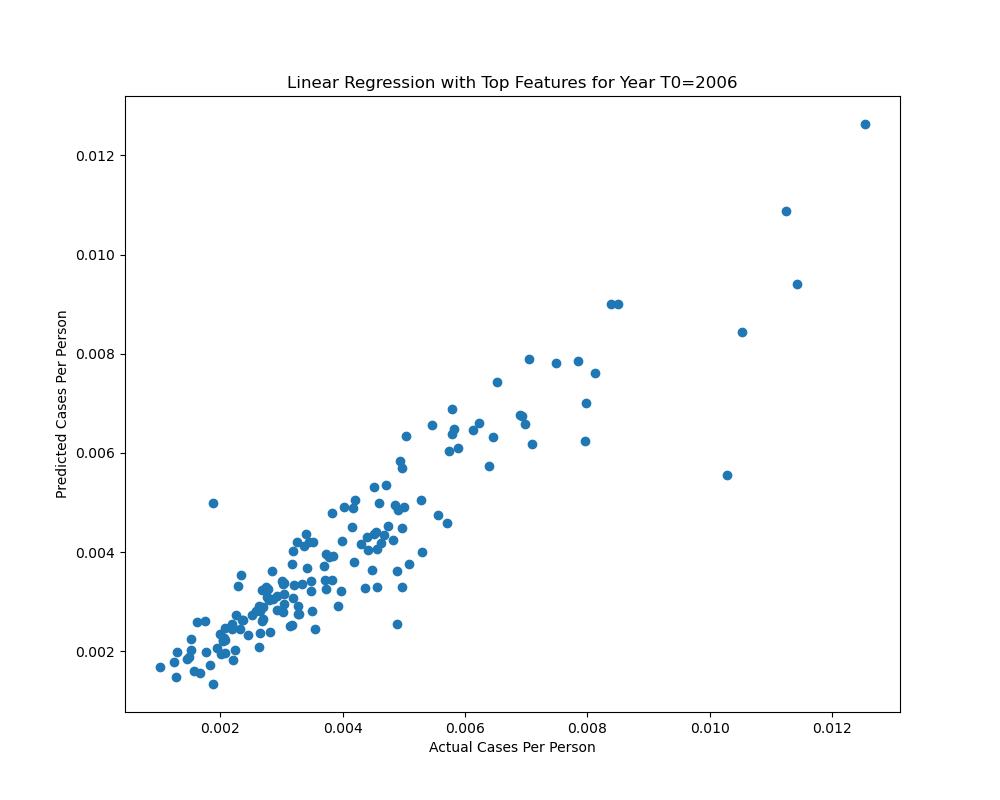 Linear Regression with Top Features for Year T0=2006
Predicted Cases Per Person
0.012
0.010
0.008
0.006
0.004
0.002
0.002 0.004 0.006 0.008 0.010 0.012
Actual Cases Per Person